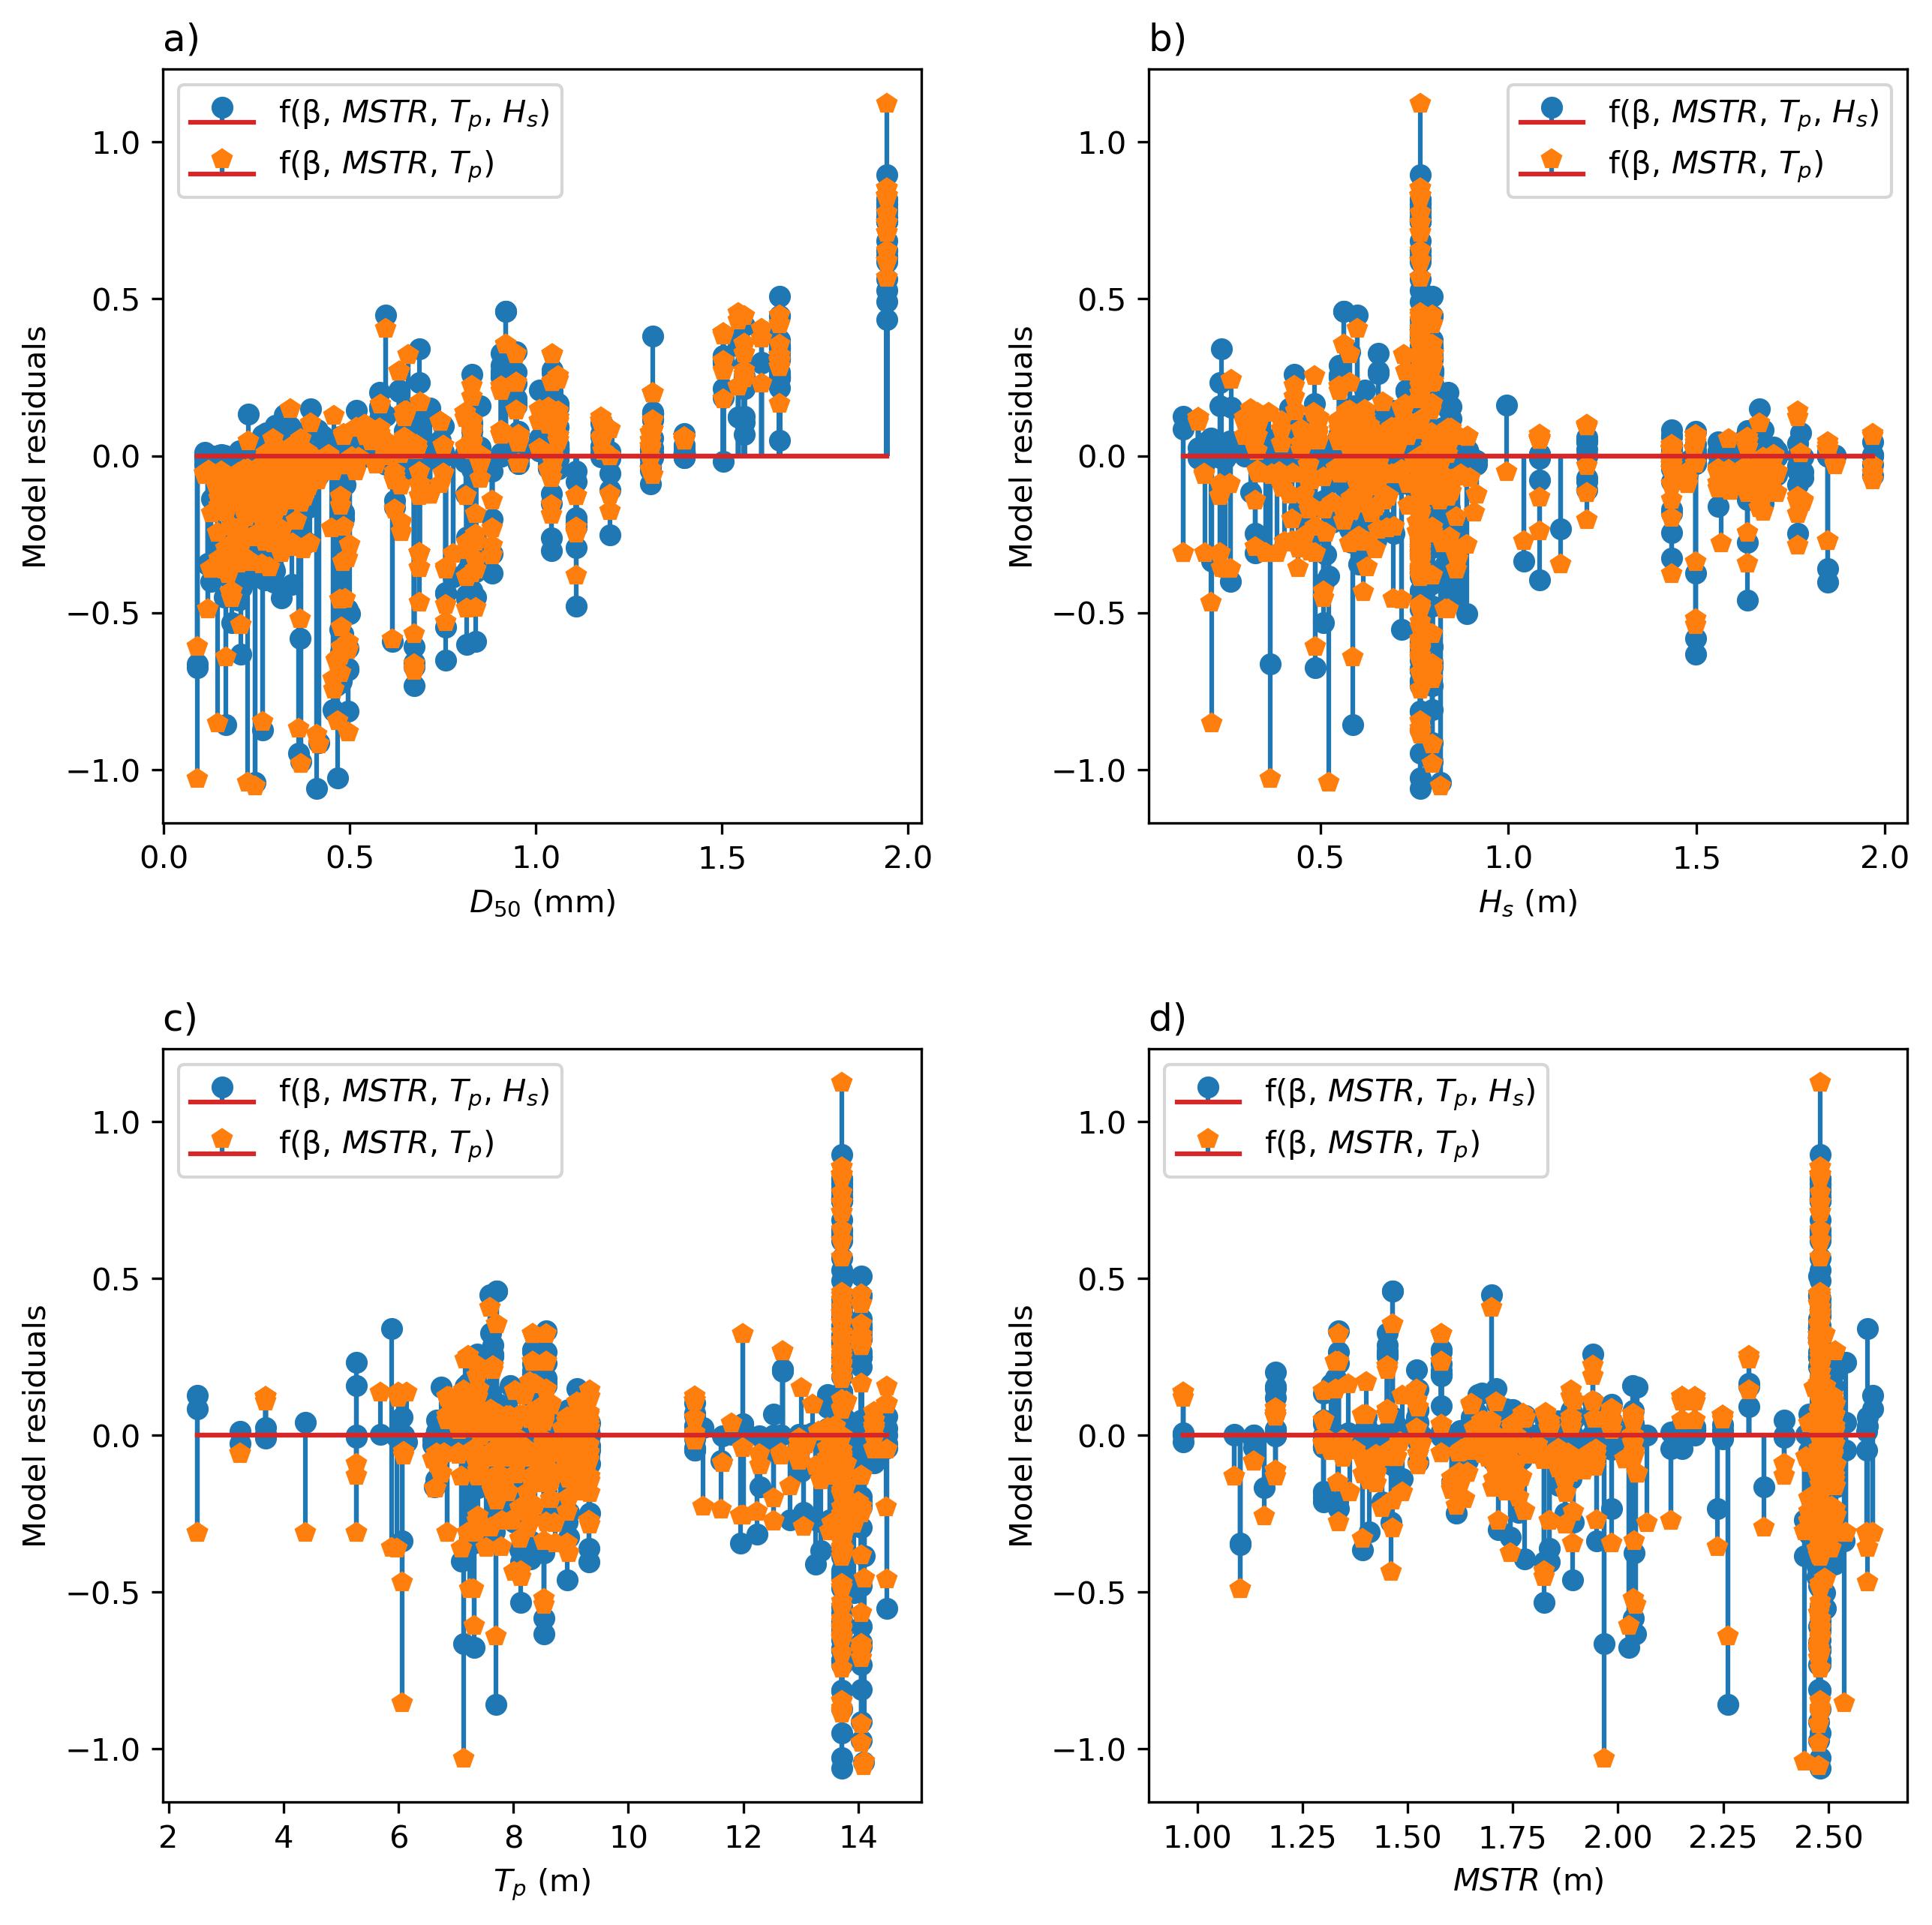 a)
f(β, MSTR, Tp, Hs)
f(β, MSTR, Tp)
1.0
0.5
0.0
−0.5
−1.0
Model residuals
0.0 0.5 1.0 1.5 2.0
D50 (mm)
b)
f(β, MSTR, Tp, Hs)
f(β, MSTR, Tp)
1.0
0.5
0.0
−0.5
−1.0
Model residuals
0.5 1.0 1.5 2.0
Hs (m)
c)
f(β, MSTR, Tp, Hs)
f(β, MSTR, Tp)
1.0
0.5
0.0
−0.5
−1.0
Model residuals
2 4 6 8 10 12 14
Tp (m)
d)
f(β, MSTR, Tp, Hs)
f(β, MSTR, Tp)
1.0
0.5
0.0
−0.5
−1.0
Model residuals
1.00 1.25 1.50 1.75 2.00 2.25 2.50
MSTR (m)